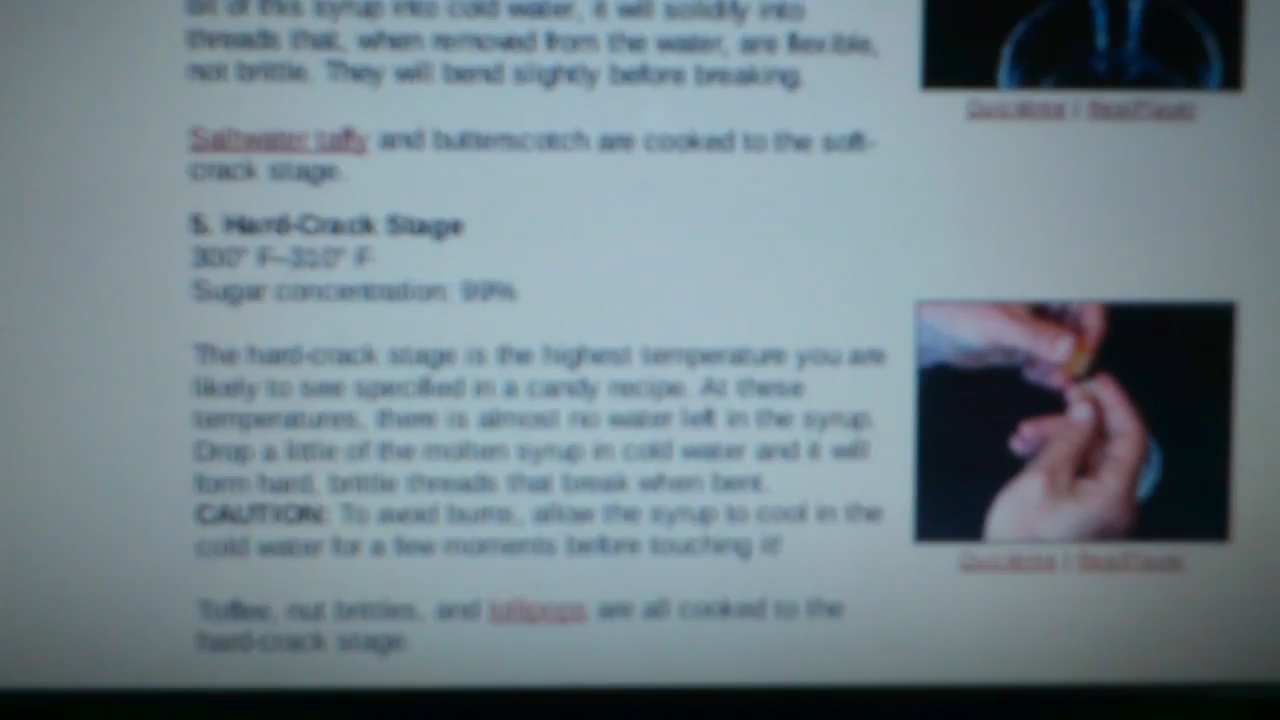 bit of this syrup into cold water, it will solidify into
threads that, when removed from the water, are flexible,
not brittle. They will bend slightly before breaking.
Quicktime | RealPlayer
Saltwater taffy and butterscotch are cooked to the soft-
crack stage.
5. Hard-Crack Stage
300° F–310° F
Sugar concentration: 99%
The hard-crack stage is the highest temperature you are
likely to see specified in a candy recipe. At these
temperatures, there is almost no water left in the syrup.
Drop a little of the molten syrup in cold water and it will
form hard, brittle threads that break when bent.
CAUTION: To avoid burns, allow the syrup to cool in the
cold water for a few moments before touching it!
Quicktime | RealPlayer
Toffee, nut brittles, and lollipops are all cooked to the
hard-crack stage.